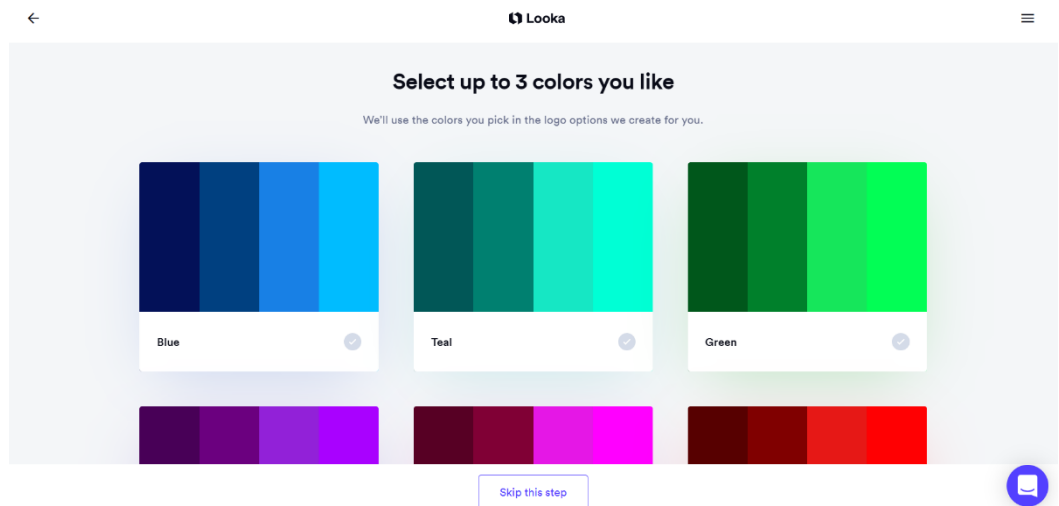 Looka
Select up to 3 colors you like
We'll use the colors you pick in the logo options we create for you.
Blue
Teal
Green
Skip this step